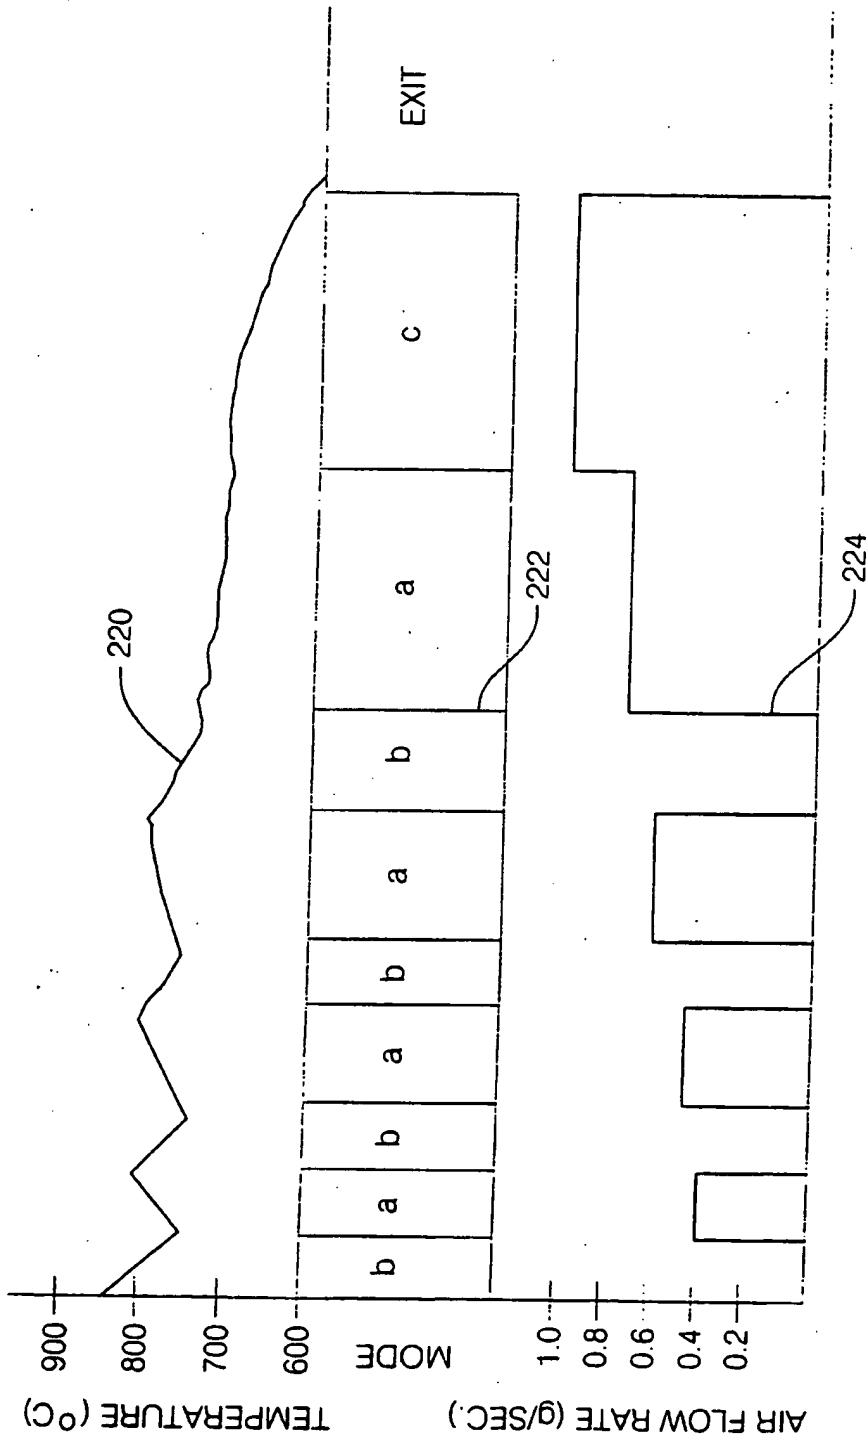 TEMPERATURE (°C)
900
800
700
600
220
MODE
b
a
b
a
b
a
b
a
c
EXIT
222
AIR FLOW RATE (g/SEC.)
1.0
0.8
0.6
0.4
0.2
224